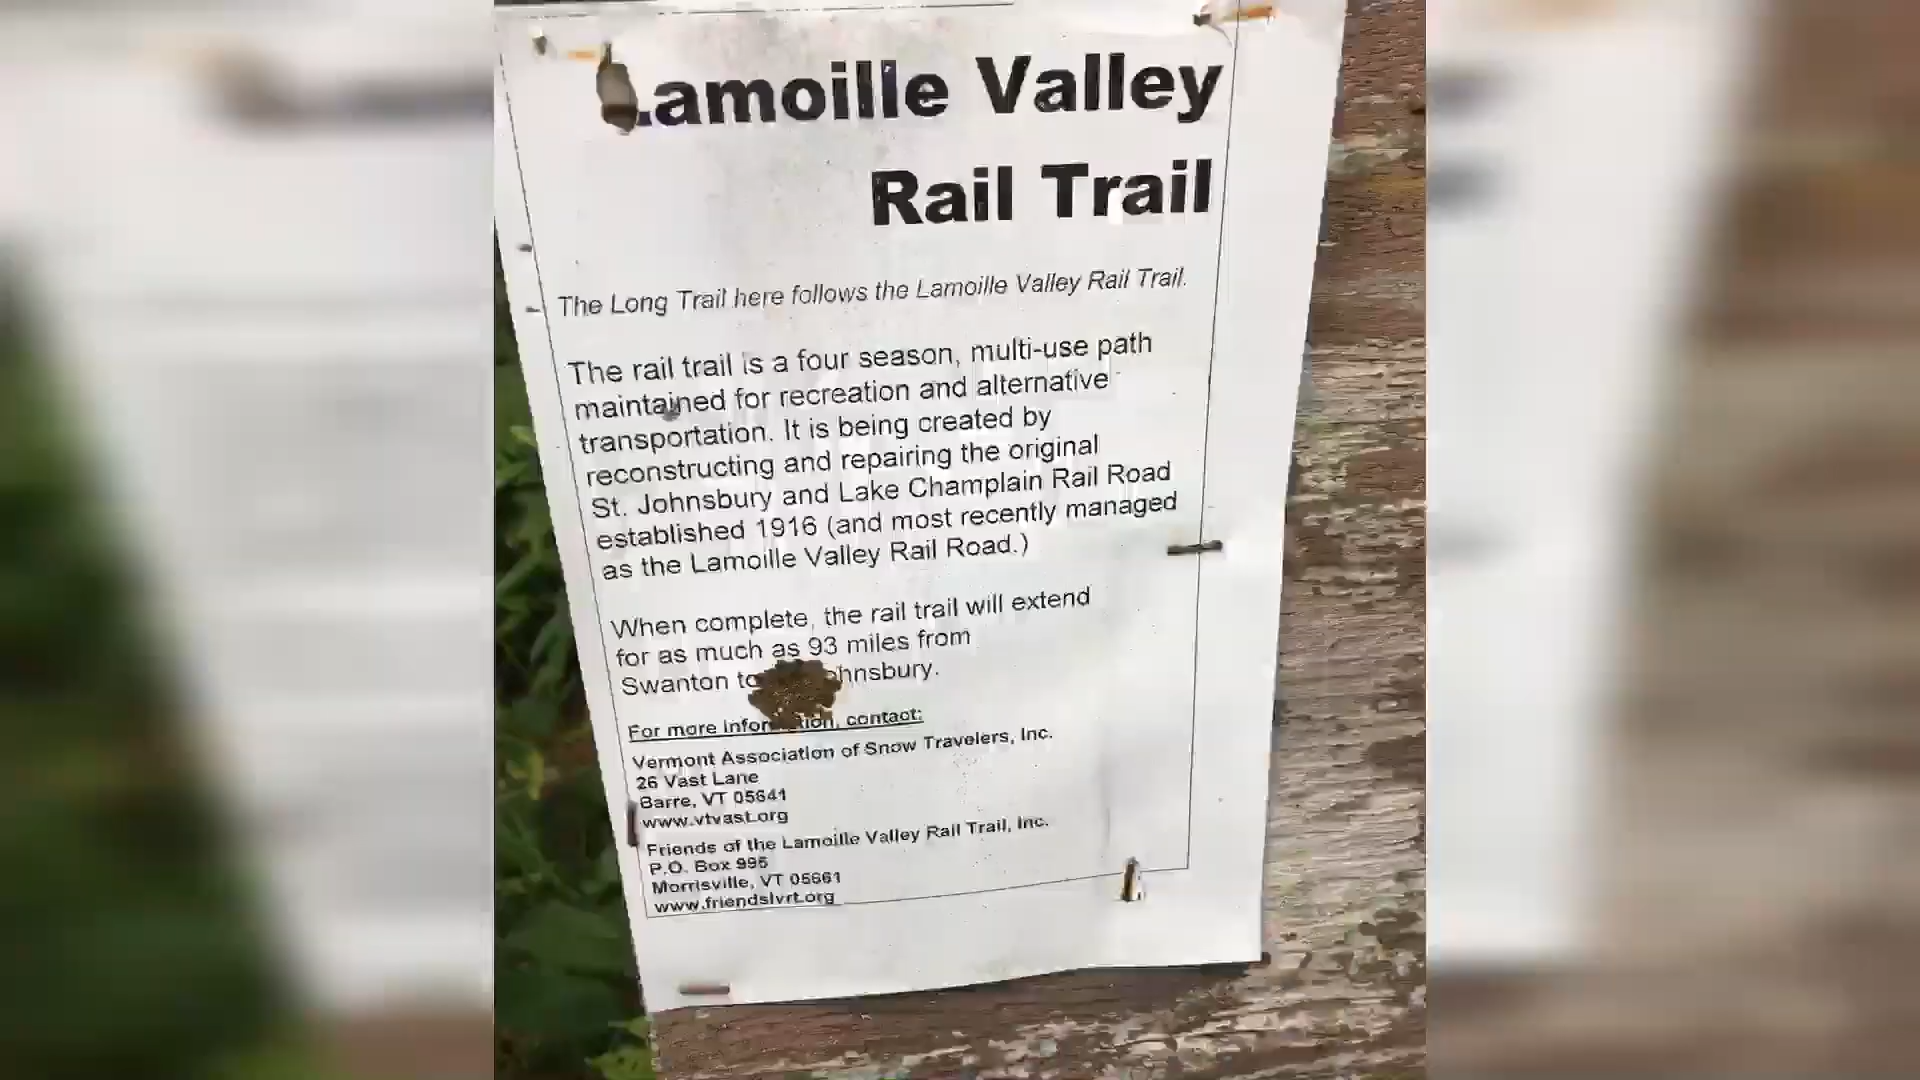 Lamoille Valley
Rail Trail
The Long Trail here follows the Lamoille Valley Rail Trail.
The rail trail is a four season, multi-use path
maintained for recreation and alternative
transportation. It is being created by
reconstructing and repairing the original
St. Johnsbury and Lake Champlain Rail Road
established 1916 (and most recently managed
as the Lamoille Valley Rail Road.)
When complete, the rail trail will extend
for as much as 93 miles from
Swanton to hnsbury.
For more information, contact:
Vermont Association of Snow Travelers, Inc.
26 Vast Lane
Barre, VT 05641
www.vtvast.org
Friends of the Lamoille Valley Rail Trail, Inc.
P.O. Box 995
Morrisville, VT 05661
www.friendslvrt.org